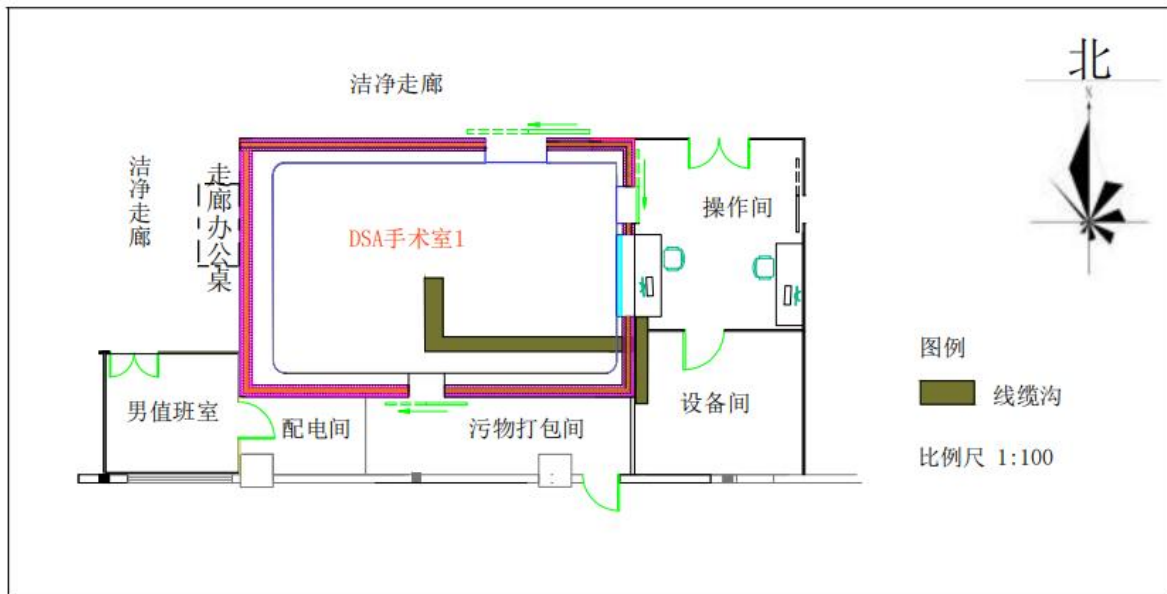 北
N
洁净走廊
洁净走廊
走廊办公桌
操作间
DSA手术室1
图例
线缆沟
男值班室
配电间
污物打包间
设备间
比例尺 1:100